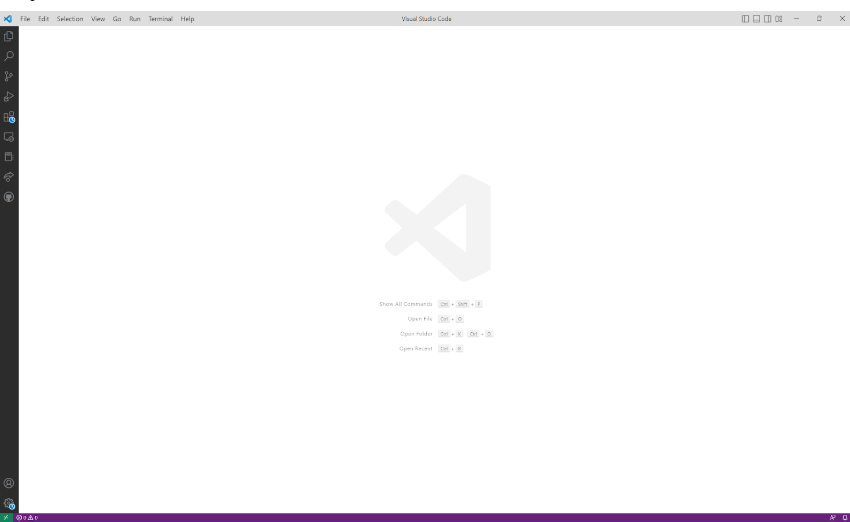 File Edit Selection View Go Run Terminal Help
Visual Studio Code
Show All Commands Ctrl + Shift + P
Open File Ctrl + O
Open Folder Ctrl + K Ctrl + O
Open Recent Ctrl + R
0 0